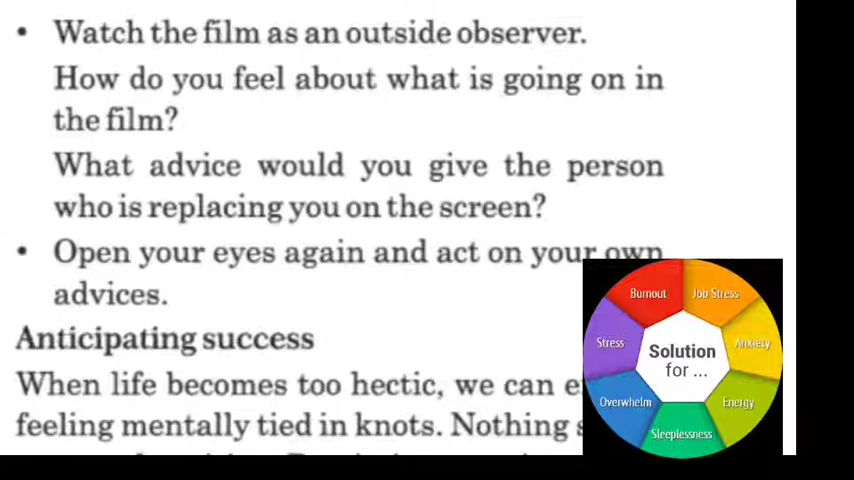 • Watch the film as an outside observer.
How do you feel about what is going on in
the film?
What advice would you give the person
who is replacing you on the screen?
• Open your eyes again and act on your own
advices.
Anticipating success
When life becomes too hectic, we can
feeling mentally tied in knots. Nothing
Burnout
Job Stress
Stress
Anxiety
Solution
for ...
Overwhelm
Energy
Sleeplessness